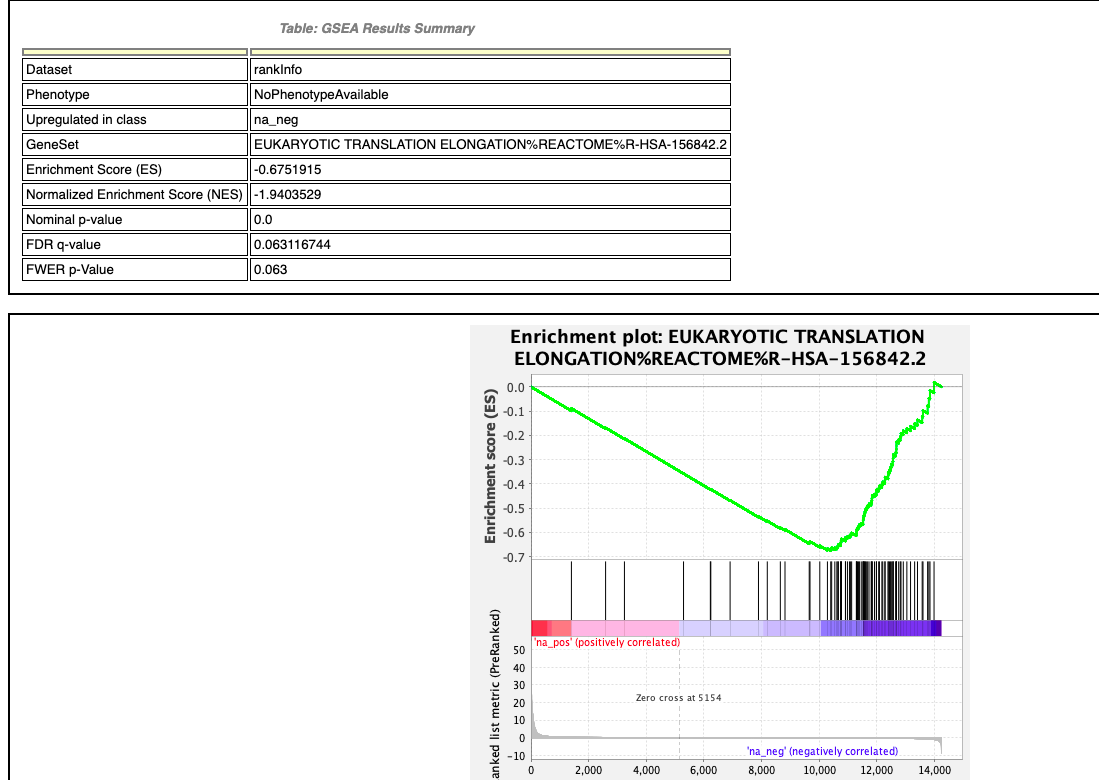 Table: GSEA Results Summary
Dataset rankInfo
Phenotype NoPhenotypeAvailable
Upregulated in class na_neg
GeneSet EUKARYOTIC TRANSLATION ELONGATION%REACTOME%R-HSA-156842.2
Enrichment Score (ES) -0.6751915
Normalized Enrichment Score (NES) -1.9403529
Nominal p-value 0.0
FDR q-value 0.063116744
FWER p-Value 0.063
Enrichment plot: EUKARYOTIC TRANSLATION
ELONGATION%REACTOME%R-HSA-156842.2
Enrichment score (ES)
0.0
-0.1
-0.2
-0.3
-0.4
-0.5
-0.6
-0.7
'na_pos' (positively correlated)
anked list metric (PreRanked)
50
40
30
20
10
0
-10
Zero cross at 5154
'na_neg' (negatively correlated)
0 2,000 4,000 6,000 8,000 10,000 12,000 14,000